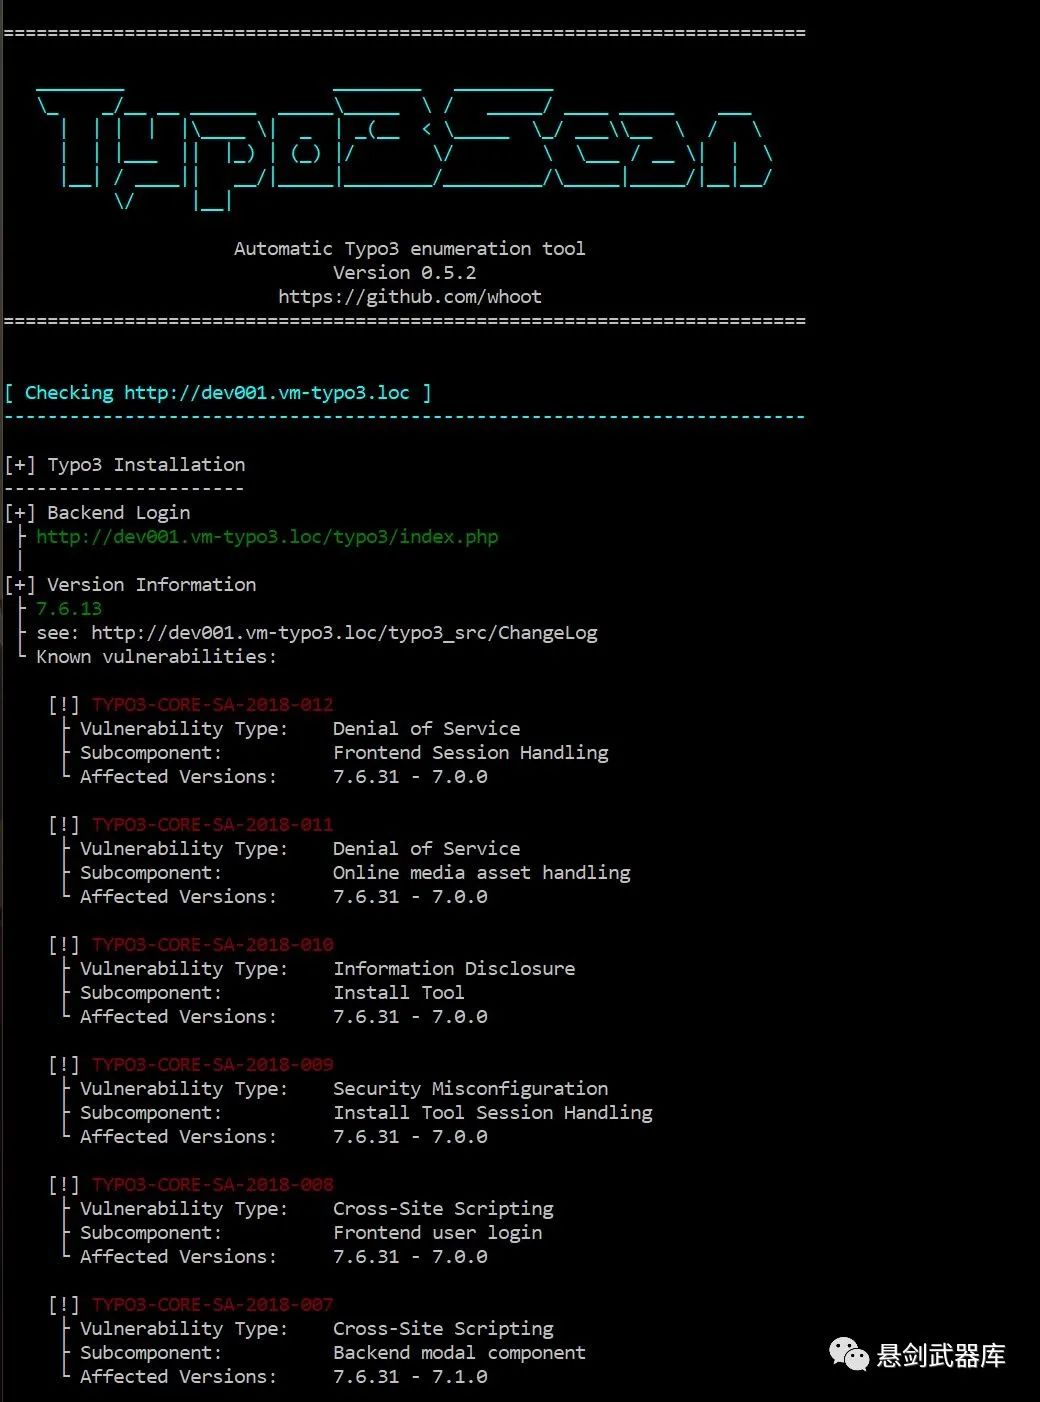 ======================================================================
Typo3Scan
Automatic Typo3 enumeration tool
Version 0.5.2
https://github.com/whoot
======================================================================
[ Checking http://dev001.vm-typo3.loc ]
----------------------------------------------------------------------
[+] Typo3 Installation
----------------------
[+] Backend Login
├ http://dev001.vm-typo3.loc/typo3/index.php
|
[+] Version Information
├ 7.6.13
├ see: http://dev001.vm-typo3.loc/typo3_src/ChangeLog
└ Known vulnerabilities:
[!] TYPO3-CORE-SA-2018-012
├ Vulnerability Type: Denial of Service
├ Subcomponent: Frontend Session Handling
└ Affected Versions: 7.6.31 - 7.0.0
[!] TYPO3-CORE-SA-2018-011
├ Vulnerability Type: Denial of Service
├ Subcomponent: Online media asset handling
└ Affected Versions: 7.6.31 - 7.0.0
[!] TYPO3-CORE-SA-2018-010
├ Vulnerability Type: Information Disclosure
├ Subcomponent: Install Tool
└ Affected Versions: 7.6.31 - 7.0.0
[!] TYPO3-CORE-SA-2018-009
├ Vulnerability Type: Security Misconfiguration
├ Subcomponent: Install Tool Session Handling
└ Affected Versions: 7.6.31 - 7.0.0
[!] TYPO3-CORE-SA-2018-008
├ Vulnerability Type: Cross-Site Scripting
├ Subcomponent: Frontend user login
└ Affected Versions: 7.6.31 - 7.0.0
[!] TYPO3-CORE-SA-2018-007
├ Vulnerability Type: Cross-Site Scripting
├ Subcomponent: Backend modal component
└ Affected Versions: 7.6.31 - 7.1.0
悬剑武器库